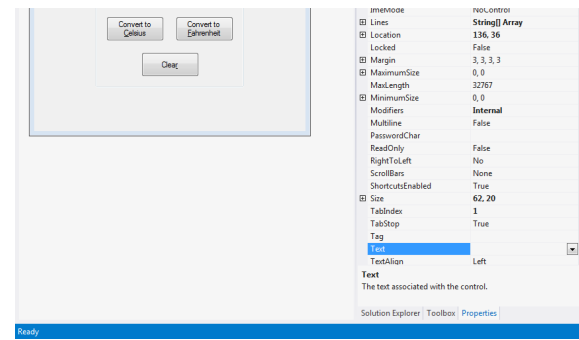 ImeMode NoControl
Lines String[] Array
Location 136, 36
Locked False
Margin 3, 3, 3, 3
MaximumSize 0, 0
MaxLength 32767
MinimumSize 0, 0
Modifiers Internal
Multiline False
PasswordChar
ReadOnly False
RightToLeft No
ScrollBars None
ShortcutsEnabled True
Size 62, 20
TabIndex 1
TabStop True
Tag
Text
TextAlign Left
Text
The text associated with the control.
Solution Explorer Toolbox Properties
Convert to
Celsius
Convert to
Fahrenheit
Clear
Ready